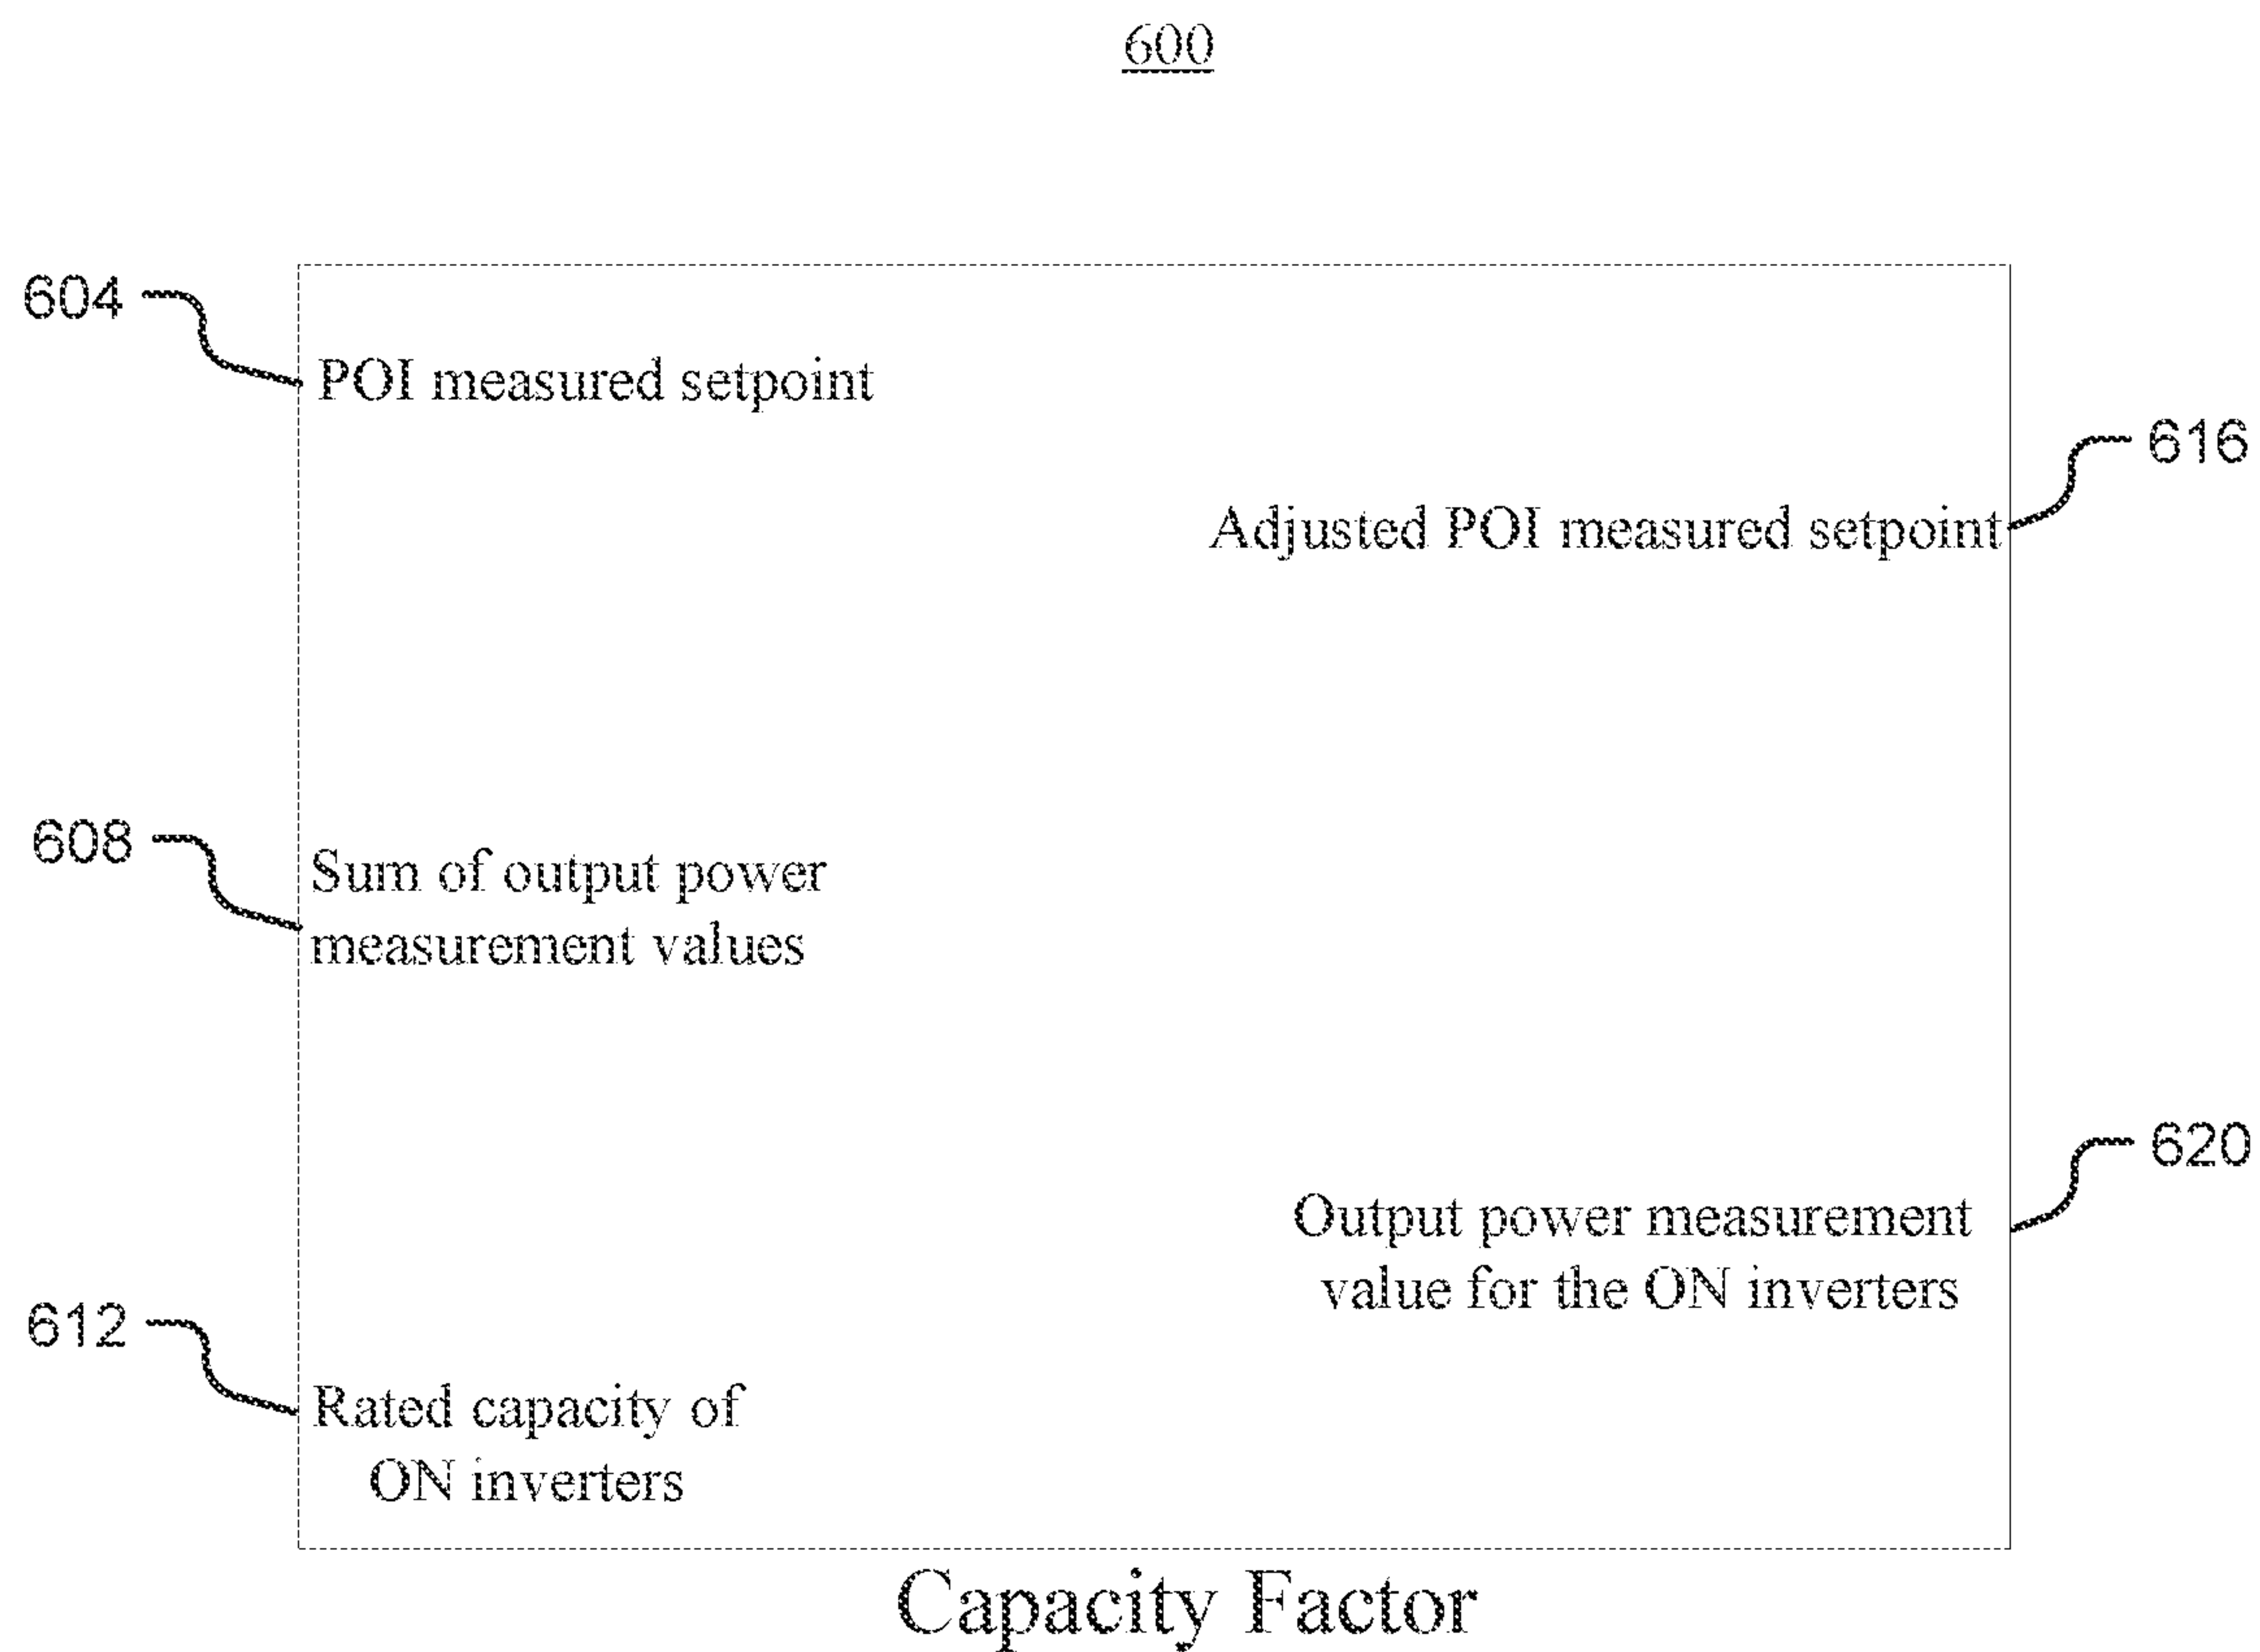 600
604
POI measured setpoint
616
Adjusted POI measured setpoint
608
Sum of output power
measurement values
620
Output power measurement
value for the ON inverters
612
Rated capacity of
ON inverters
Capacity Factor